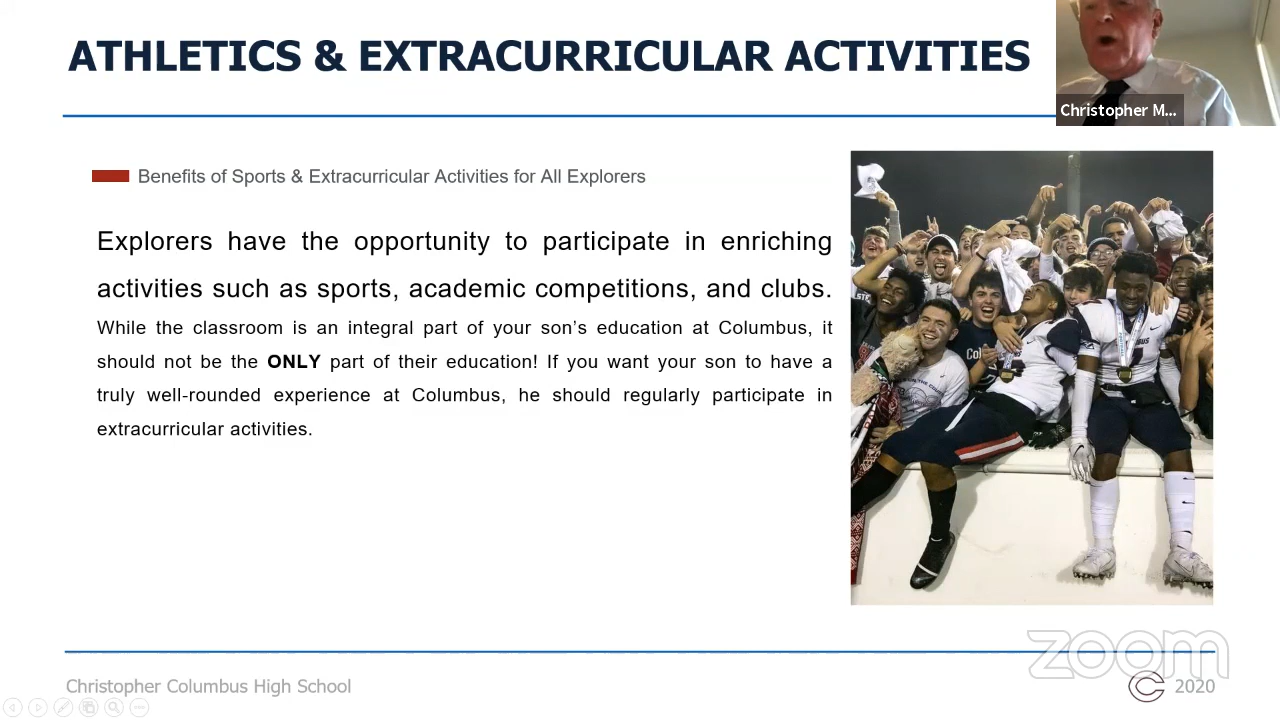 ATHLETICS & EXTRACURRICULAR ACTIVITIES
Christopher M...
Benefits of Sports & Extracurricular Activities for All Explorers
Explorers have the opportunity to participate in enriching
activities such as sports, academic competitions, and clubs.
While the classroom is an integral part of your son's education at Columbus, it
should not be the ONLY part of their education! If you want your son to have a
truly well-rounded experience at Columbus, he should regularly participate in
extracurricular activities.
zoom
Christopher Columbus High School
C 2020